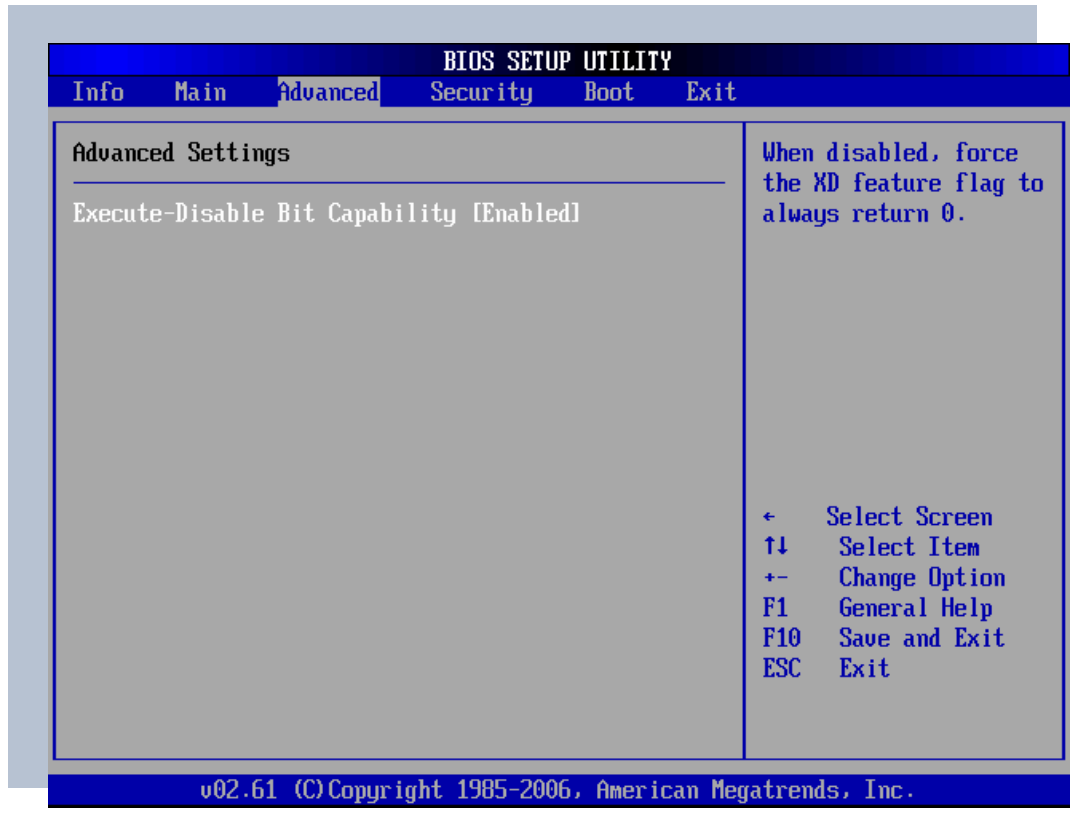 BIOS SETUP UTILITY
Info Main Advanced Security Boot Exit
Advanced Settings
Execute-Disable Bit Capability [Enabled]
When disabled, force
the XD feature flag to
always return 0.
← Select Screen
↑↓ Select Item
+- Change Option
F1 General Help
F10 Save and Exit
ESC Exit
v02.61 (C)Copyright 1985-2006, American Megatrends, Inc.